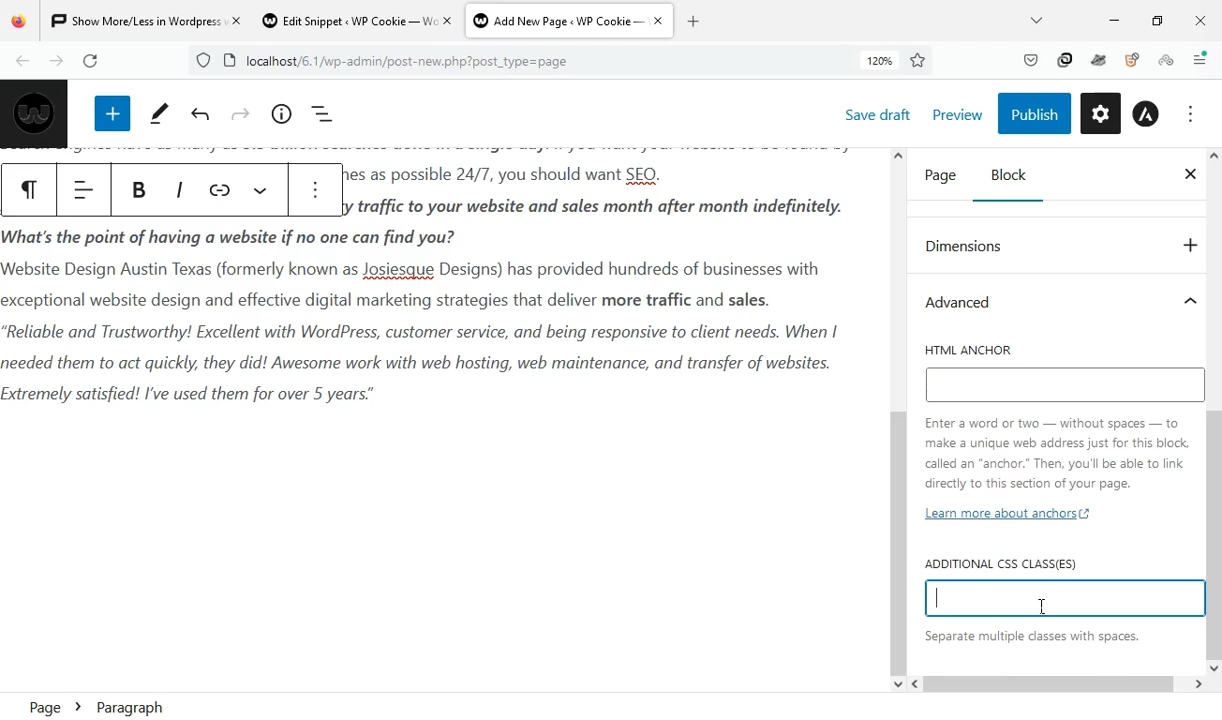 Show More/Less in Wordpress
Edit Snippet ‹ WP Cookie — Wo
Add New Page ‹ WP Cookie —
localhost/6.1/wp-admin/post-new.php?post_type=page
120%
Save draft
Preview
Publish
nes as possible 24/7, you should want SEO.
y traffic to your website and sales month after month indefinitely.
What's the point of having a website if no one can find you?
Website Design Austin Texas (formerly known as Josiesque Designs) has provided hundreds of businesses with
exceptional website design and effective digital marketing strategies that deliver more traffic and sales.
“Reliable and Trustworthy! Excellent with WordPress, customer service, and being responsive to client needs. When I
needed them to act quickly, they did! Awesome work with web hosting, web maintenance, and transfer of websites.
Extremely satisfied! I've used them for over 5 years.”
B I
Page Block
Dimensions
Advanced
HTML ANCHOR
Enter a word or two — without spaces — to
make a unique web address just for this block,
called an “anchor.” Then, you'll be able to link
directly to this section of your page.
Learn more about anchors
ADDITIONAL CSS CLASS(ES)
Separate multiple classes with spaces.
Page › Paragraph